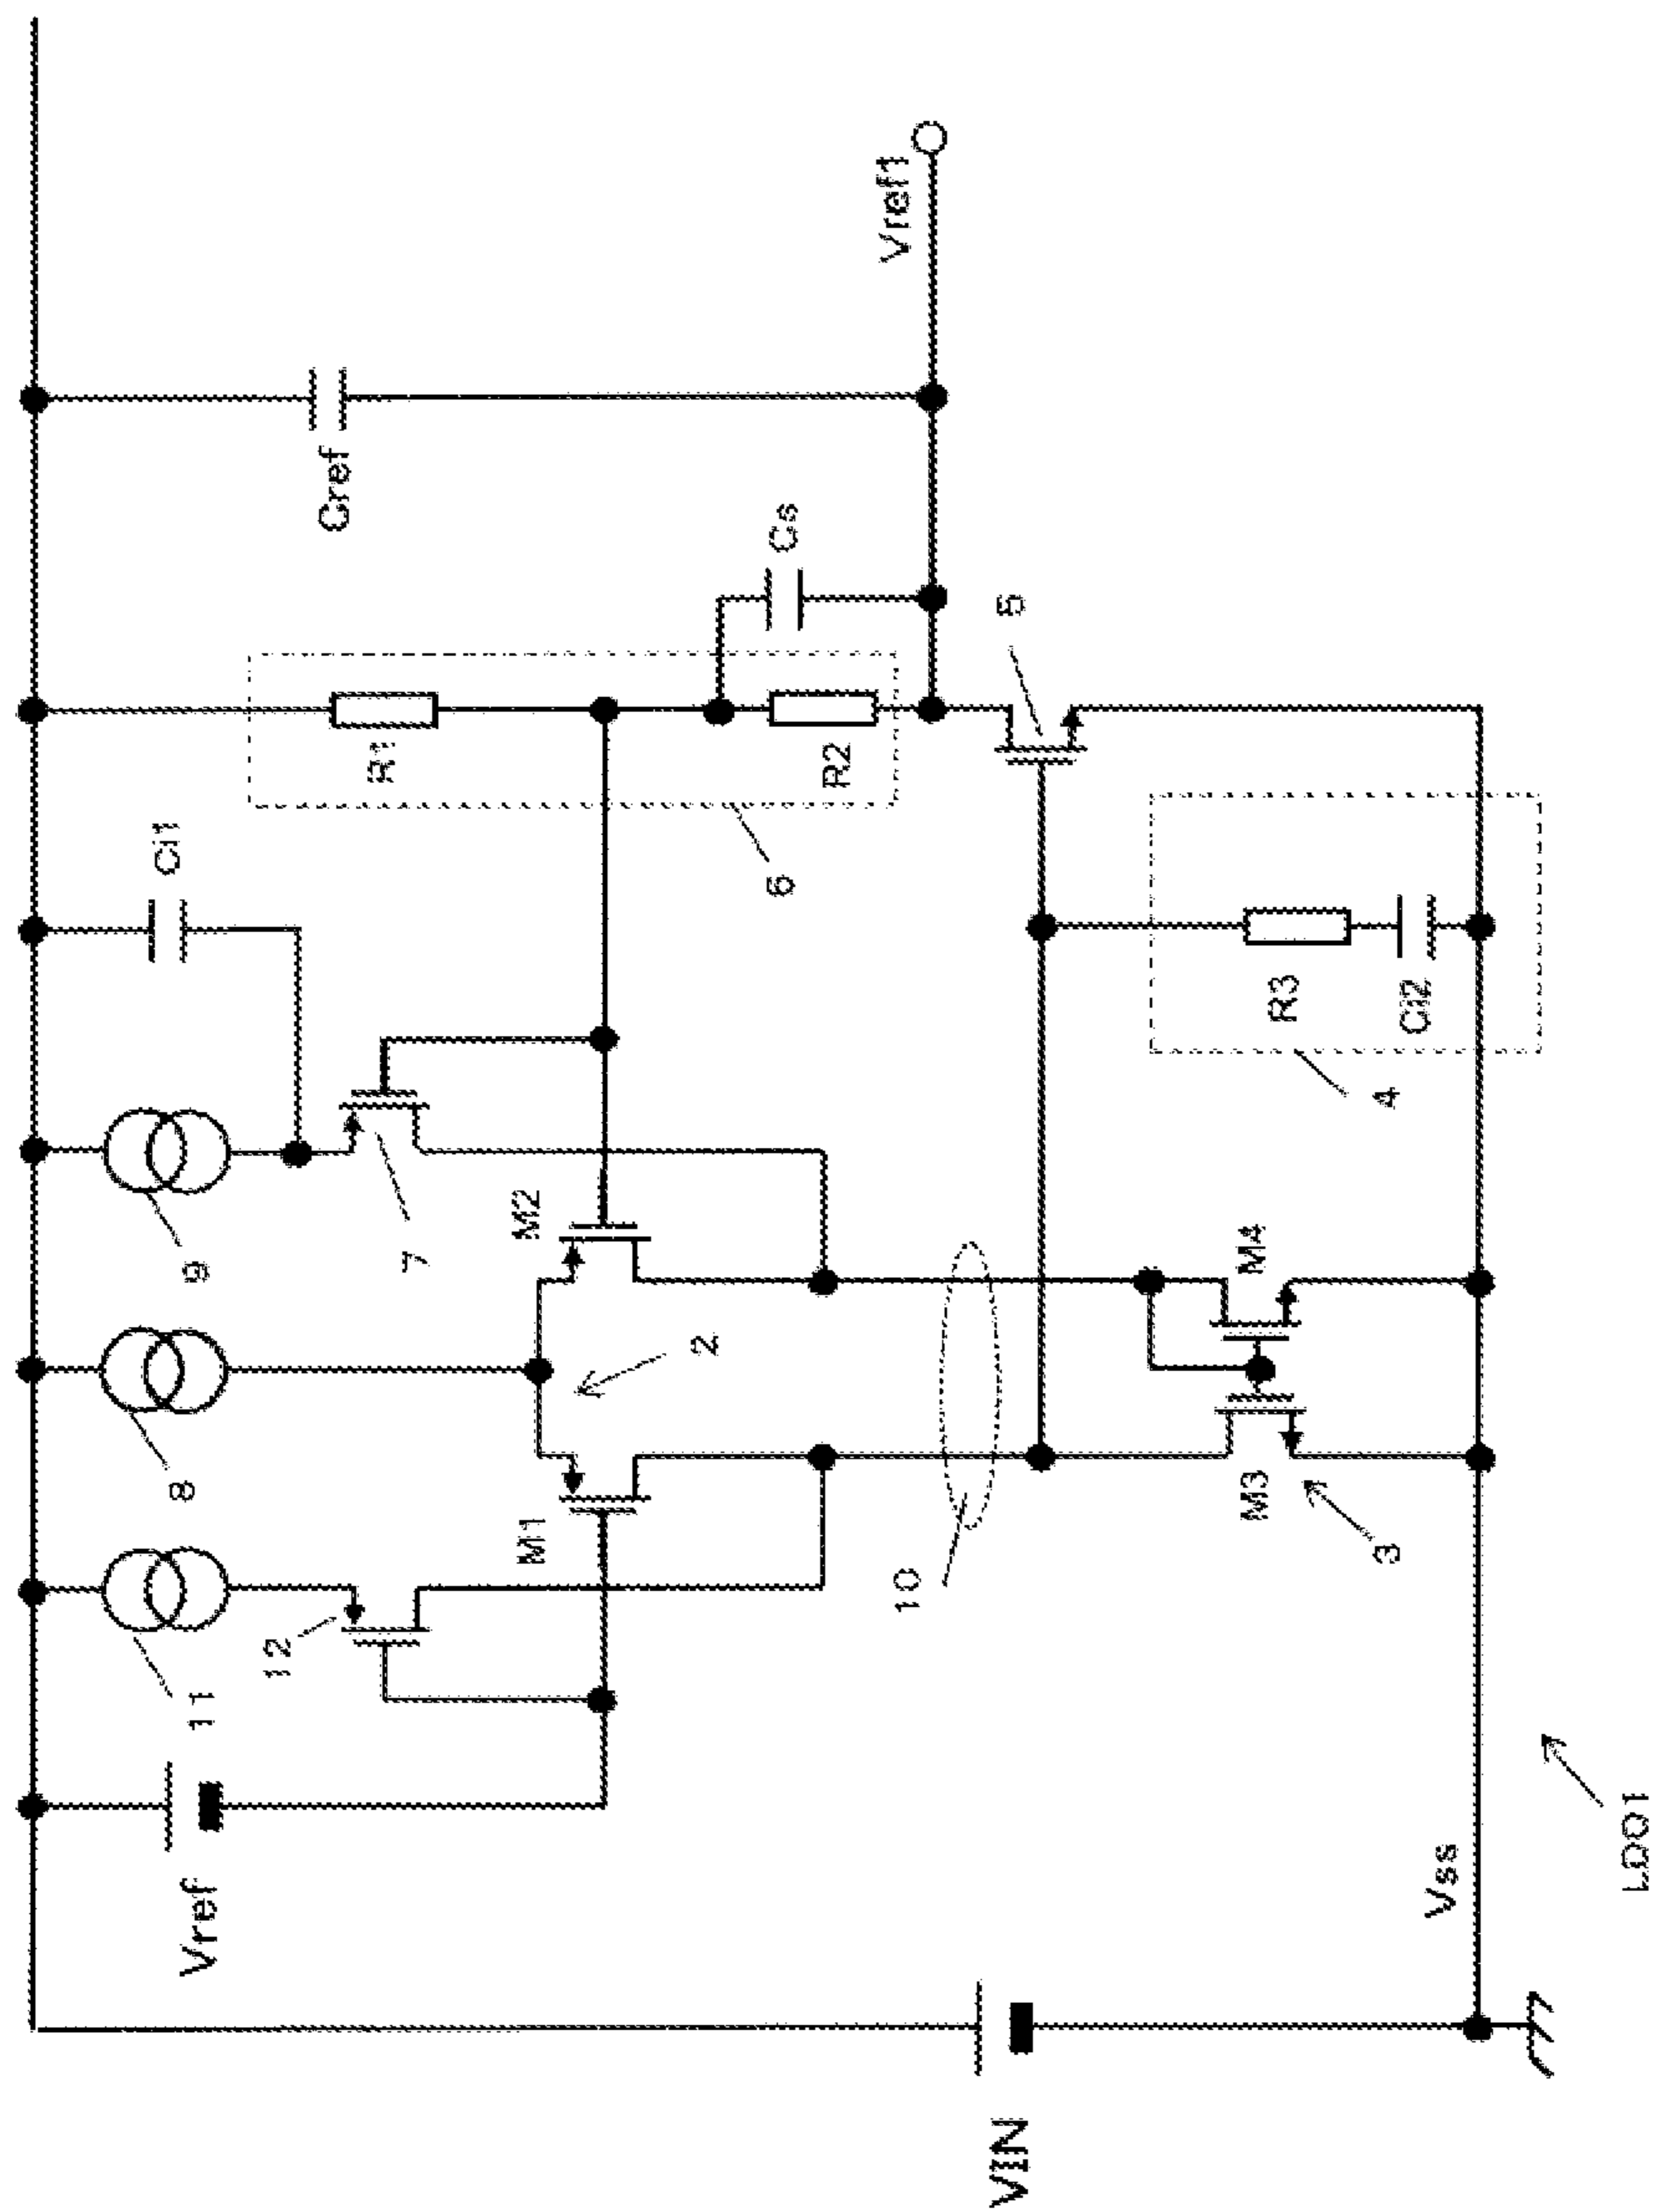 VIN
Vref
11
12
8
9
Ci1
7
M1
M2
2
R1
6
R2
Cs
Cref
Vref1
10
5
M3
M4
3
R3
Ci2
4
Vss
LDO1